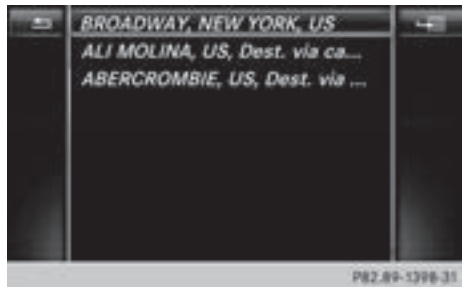 BROADWAY, NEW YORK, US
ALI MOLINA, US, Dest. via ca...
ABERCROMBIE, US, Dest. via ...
P82.89-1398-31